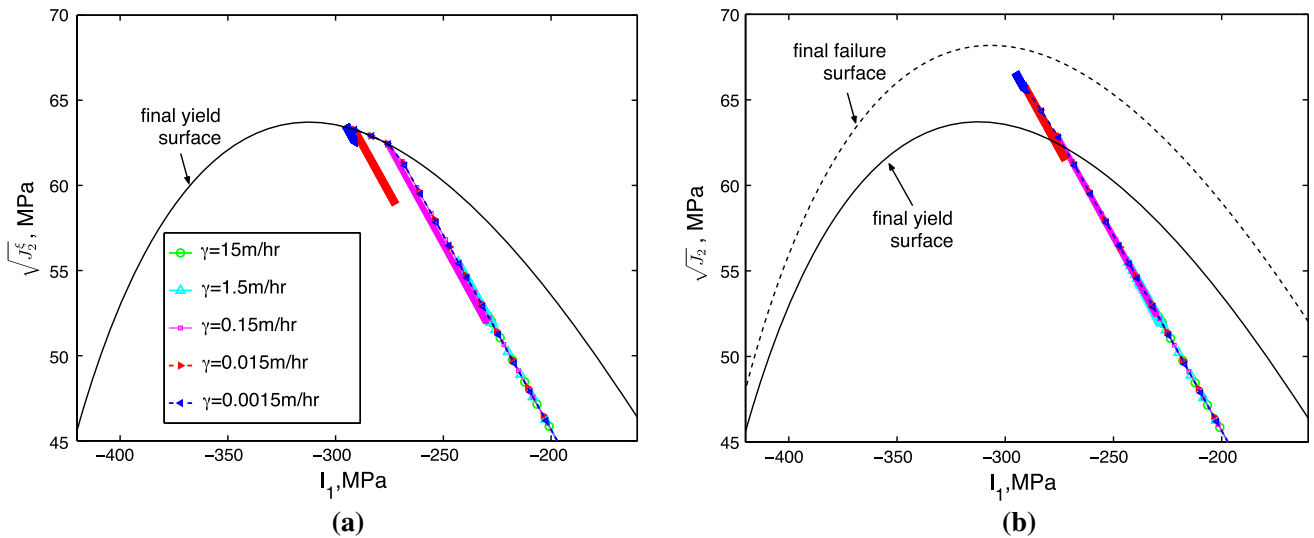 70
65
60
55
50
45
√J₂^ξ, MPa
final yield
surface
γ=15m/hr
γ=1.5m/hr
γ=0.15m/hr
γ=0.015m/hr
γ=0.0015m/hr
−400 −350 −300 −250 −200
I₁,MPa
(a)
70
65
60
55
50
45
√J₂, MPa
final failure
surface
final yield
surface
−400 −350 −300 −250 −200
I₁,MPa
(b)